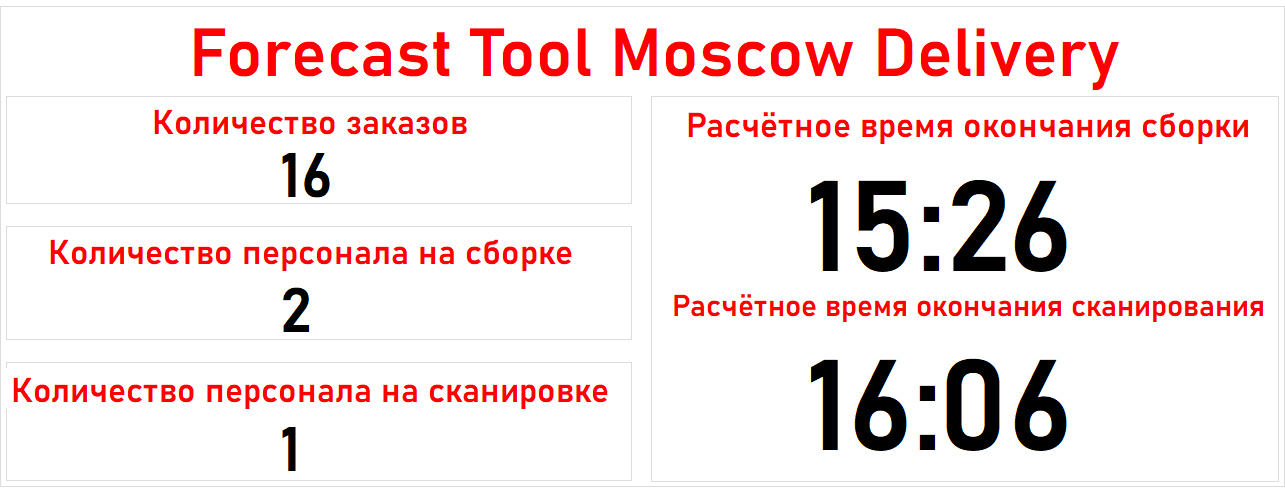 Forecast Tool Moscow Delivery
Количество заказов
16
Количество персонала на сборке
2
Количество персонала на сканировке
1
Расчётное время окончания сборки
15:26
Расчётное время окончания сканирования
16:06